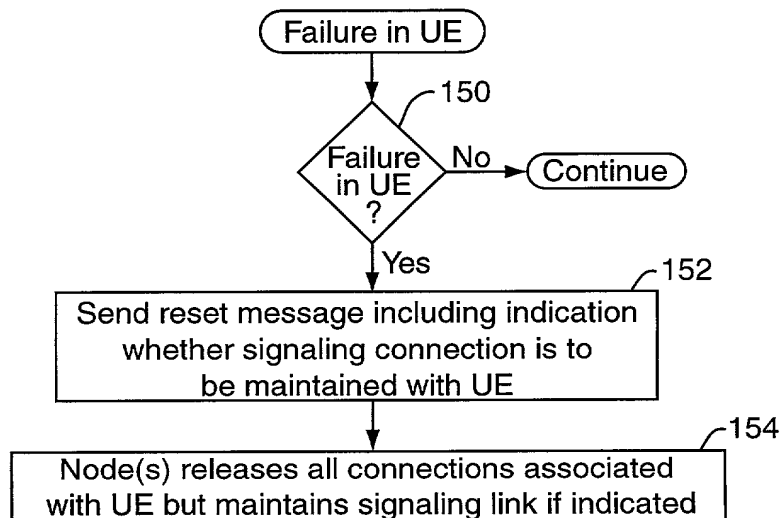 Failure in UE
150
Failure
in UE
?
No
Continue
Yes
152
Send reset message including indication
whether signaling connection is to
be maintained with UE
154
Node(s) releases all connections associated
with UE but maintains signaling link if indicated